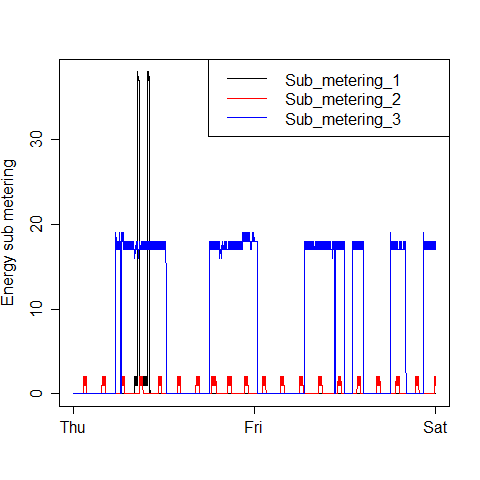 Sub_metering_1
Sub_metering_2
Sub_metering_3
Energy sub metering
30
20
10
0
Thu Fri Sat